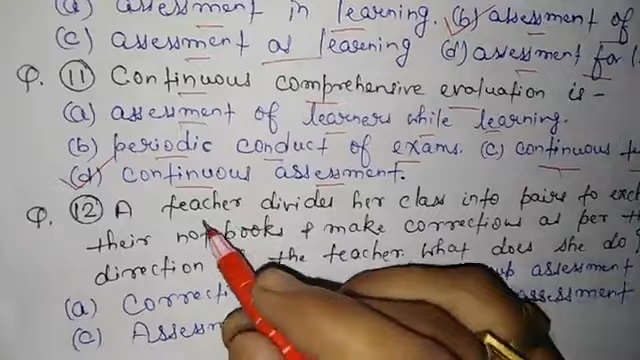 (a) assessment in learning. (b) assessment of
(c) assessment as learning (d) assessment for
Q. (11) Continuous comprehensive evaluation is -
(a) assessment of learners while learning.
(b) periodic conduct of exams. (c) continuous
(d) continuous assessment.
Q. (12) A teacher divides her class into pairs to
their notebooks & make corrections as per
direction the teacher. What does she do?
(a) assessment
(c) assessment